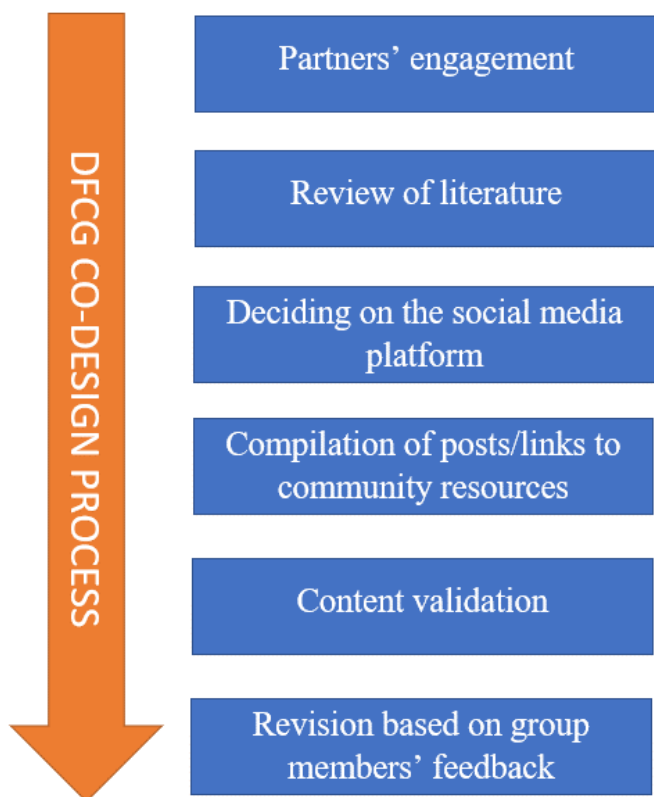 DFCG CO-DESIGN PROCESS
Partners’ engagement
Review of literature
Deciding on the social media
platform
Compilation of posts/links to
community resources
Content validation
Revision based on group
members’ feedback